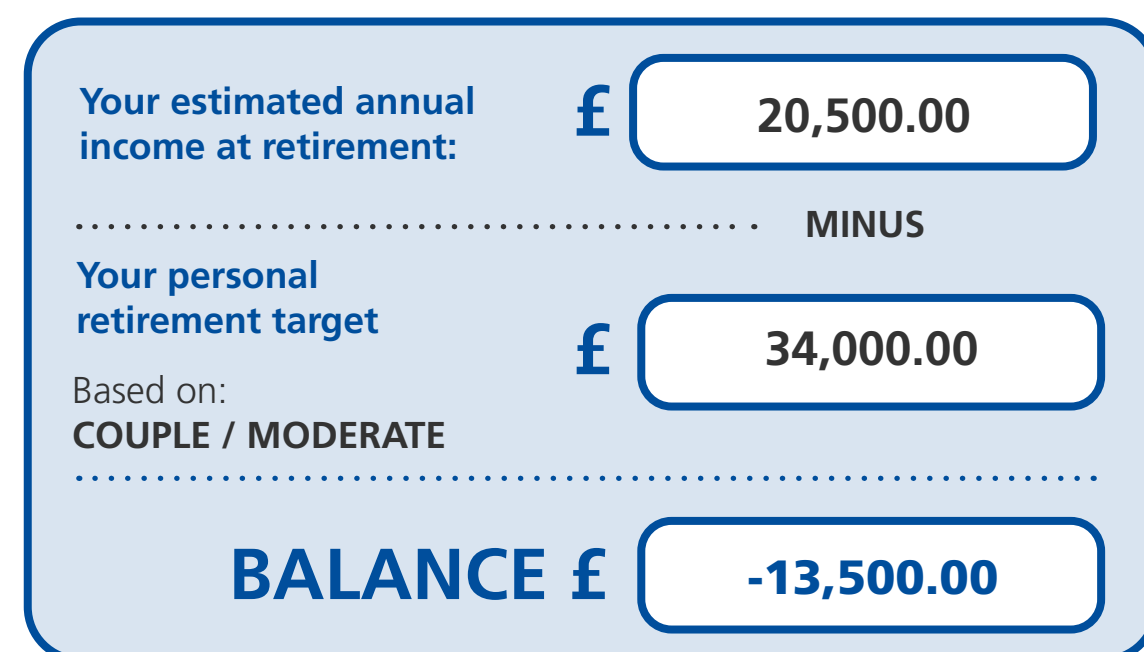 Your estimated annual
income at retirement:
£ 20,500.00
MINUS
Your personal
retirement target
£ 34,000.00
Based on:
COUPLE / MODERATE
BALANCE £ -13,500.00